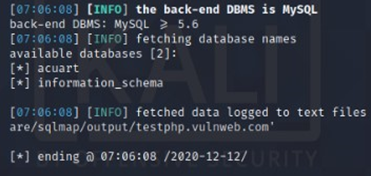 [07:06:08] [INFO] the back-end DBMS is MySQL
back-end DBMS: MySQL ≥ 5.6
[07:06:08] [INFO] fetching database names
available databases [2]:
[*] acuart
[*] information_schema
[07:06:08] [INFO] fetched data logged to text files
are/sqlmap/output/testphp.vulnweb.com'
[*] ending @ 07:06:08 /2020-12-12/
KALI
SECURITY